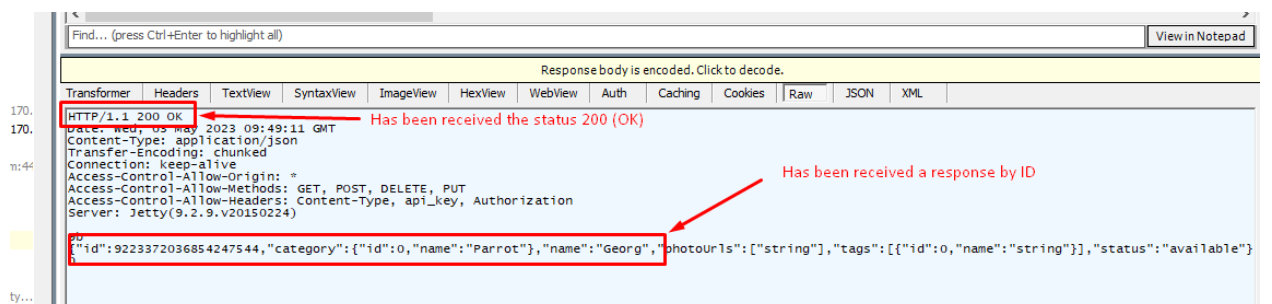 Find... (press Ctrl+Enter to highlight all) View in Notepad
Response body is encoded. Click to decode.
Transformer Headers TextView SyntaxView ImageView HexView WebView Auth Caching Cookies Raw JSON XML
170.
170.
HTTP/1.1 200 OK
Has been received the status 200 (OK)
Date: Wed, 03 May 2023 09:49:11 GMT
Content-Type: application/json
Transfer-Encoding: chunked
Connection: keep-alive
Access-Control-Allow-Origin: *
Access-Control-Allow-Methods: GET, POST, DELETE, PUT
Access-Control-Allow-Headers: Content-Type, api_key, Authorization
Server: Jetty(9.2.9.v20150224)
Has been received a response by ID
{"id":9223372036854247544,"category":{"id":0,"name":"Parrot"},"name":"Georg","photoUrls":["string"],"tags":[{"id":0,"name":"string"}],"status":"available"}
ty...